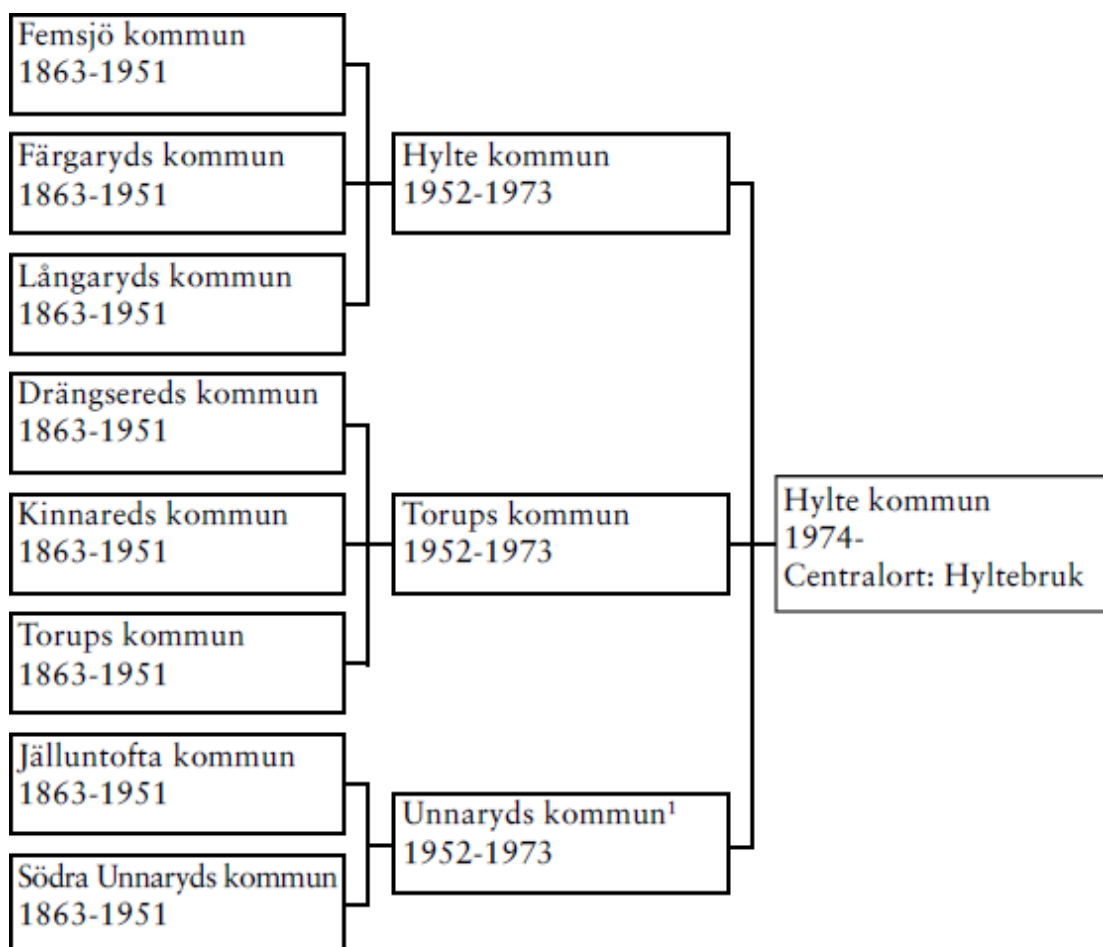 Femsjö kommun
1863-1951
Färgaryds kommun
1863-1951
Långaryds kommun
1863-1951
Drängsereds kommun
1863-1951
Kinnareds kommun
1863-1951
Torups kommun
1863-1951
Jälluntofta kommun
1863-1951
Södra Unnaryds kommun
1863-1951
Hylte kommun
1952-1973
Torups kommun
1952-1973
Unnaryds kommun¹
1952-1973
Hylte kommun
1974-
Centralort: Hyltebruk